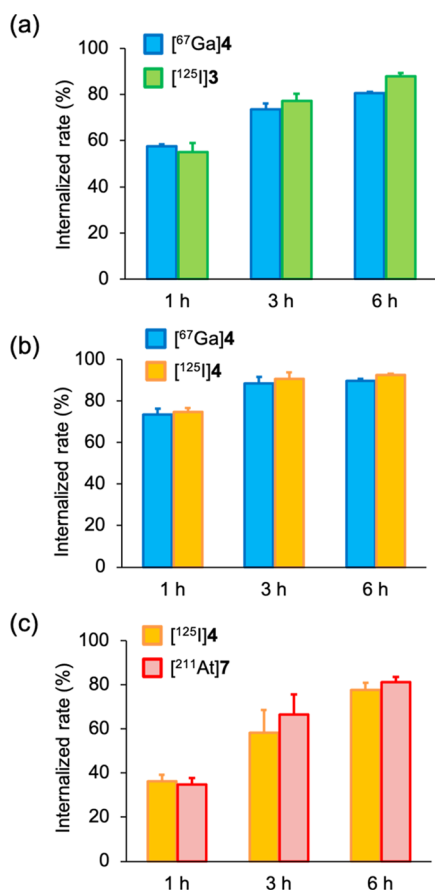 (a)
[⁶⁷Ga]4
[¹²⁵I]3
Internalized rate (%)
100
80
60
40
20
0
1 h 3 h 6 h
(b)
[⁶⁷Ga]4
[¹²⁵I]4
Internalized rate (%)
100
80
60
40
20
0
1 h 3 h 6 h
(c)
[¹²⁵I]4
[²¹¹At]7
Internalized rate (%)
100
80
60
40
20
0
1 h 3 h 6 h